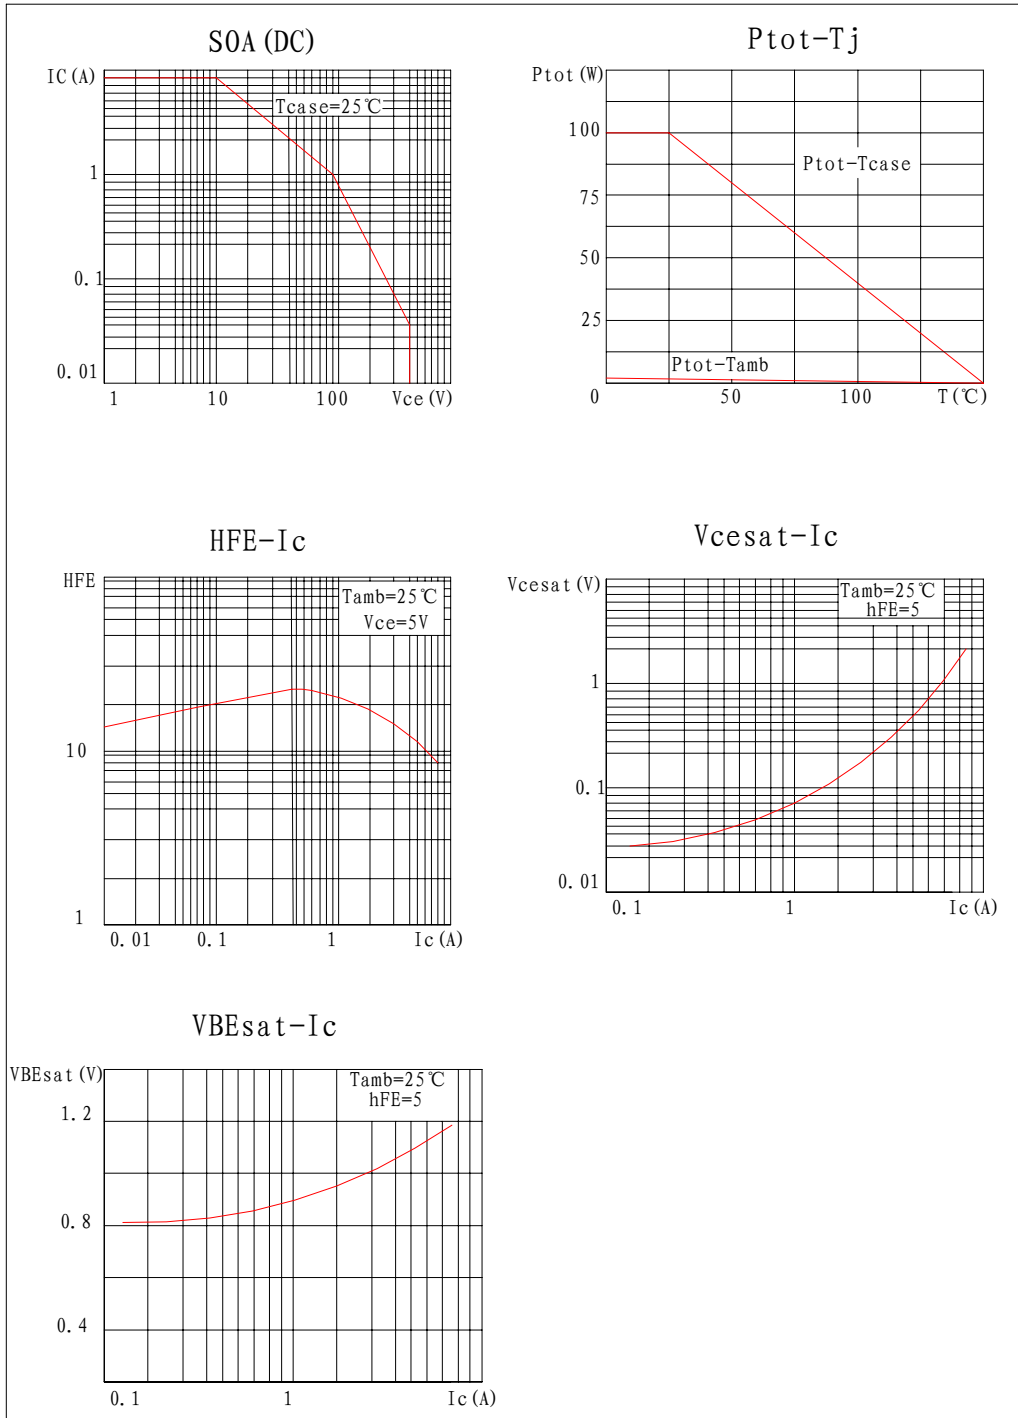 SOA(DC)
IC(A)
Tcase=25℃
1
0.1
0.01
1 10 100 Vce(V)
Ptot-Tj
Ptot(W)
100
Ptot-Tcase
75
50
25
Ptot-Tamb
0 50 100 T(℃)
HFE-Ic
HFE
Tamb=25℃
Vce=5V
10
1
0.01 0.1 1 Ic(A)
Vcesat-Ic
Vcesat(V)
Tamb=25℃
hFE=5
1
0.1
0.01
0.1 1 Ic(A)
VBEsat-Ic
VBEsat(V)
Tamb=25℃
hFE=5
1.2
0.8
0.4
0.1 1 Ic(A)